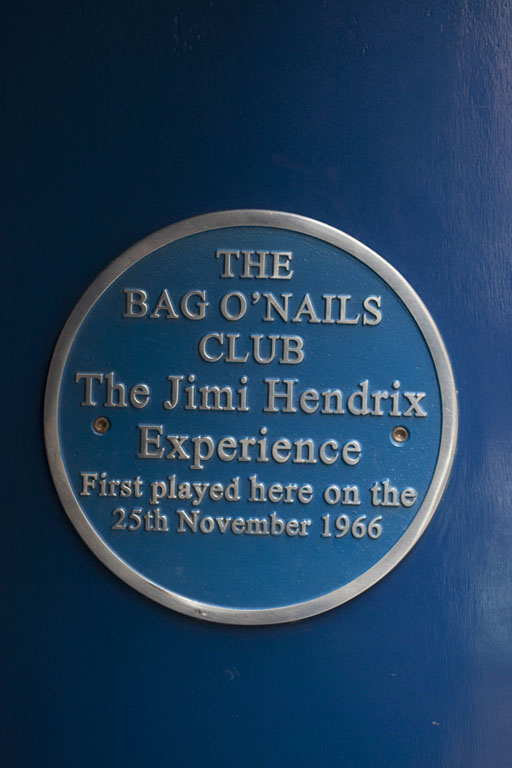 THE
BAG O'NAILS
CLUB
The Jimi Hendrix
Experience
First played here on the
25th November 1966